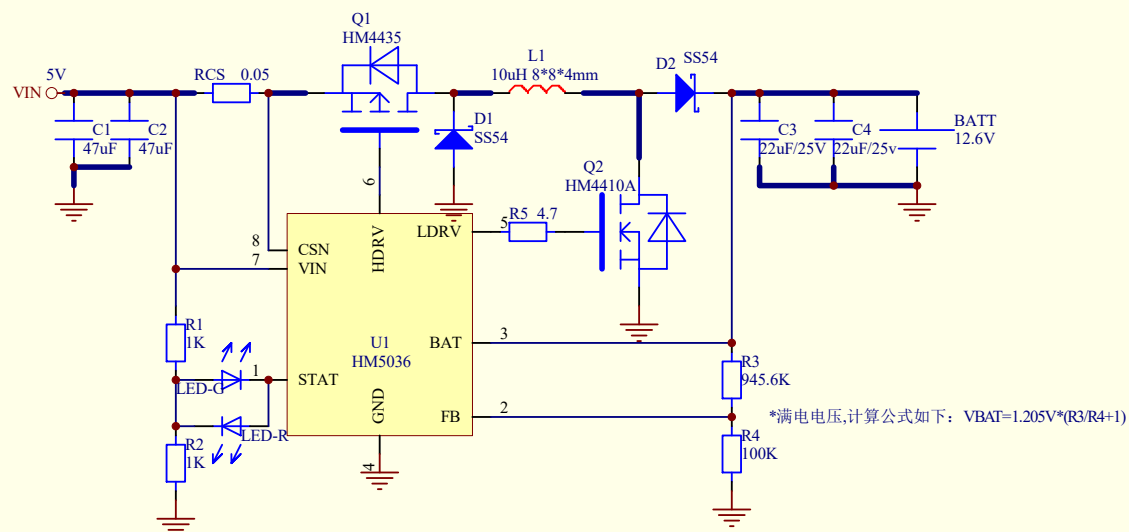 Q1
HM4435
5V
VIN
RCS 0.05
L1
10uH 8*8*4mm
D2
SS54
C1
47uF
C2
47uF
D1
SS54
C3
22uF/25V
C4
22uF/25v
BATT
12.6V
Q2
HM4410A
6
R5 4.7
5
LDRV
HDRV
8
CSN
7
VIN
R1
1K
U1
HM5036
BAT
3
R3
945.6K
LED-G
1
STAT
GND
FB
2
*满电电压,计算公式如下：VBAT=1.205V*(R3/R4+1)
LED-R
R2
1K
4
R4
100K